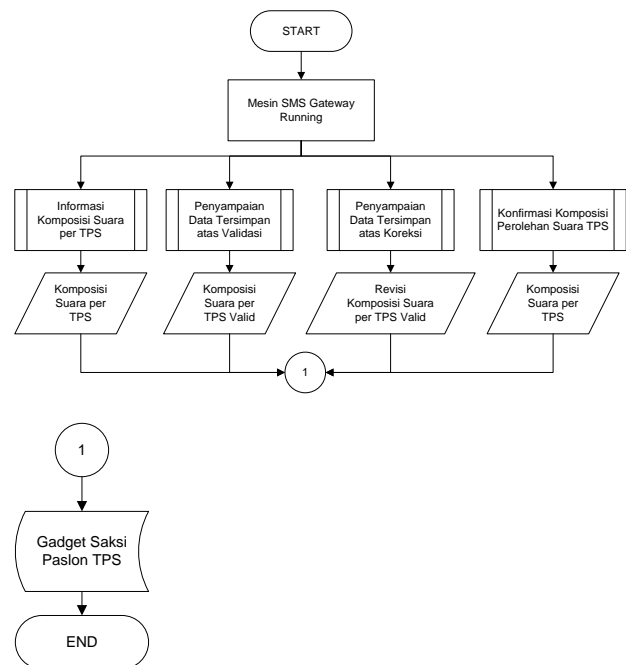 START
Mesin SMS Gateway
Running
Informasi
Komposisi Suara
per TPS
Penyampaian
Data Tersimpan
atas Validasi
Penyampaian
Data Tersimpan
atas Koreksi
Konfirmasi Komposisi
Perolehan Suara TPS
Komposisi
Suara per
TPS
Komposisi
Suara per
TPS Valid
Revisi
Komposisi Suara
per TPS Valid
Komposisi
Suara per
TPS
1
1
Gadget Saksi
Paslon TPS
END